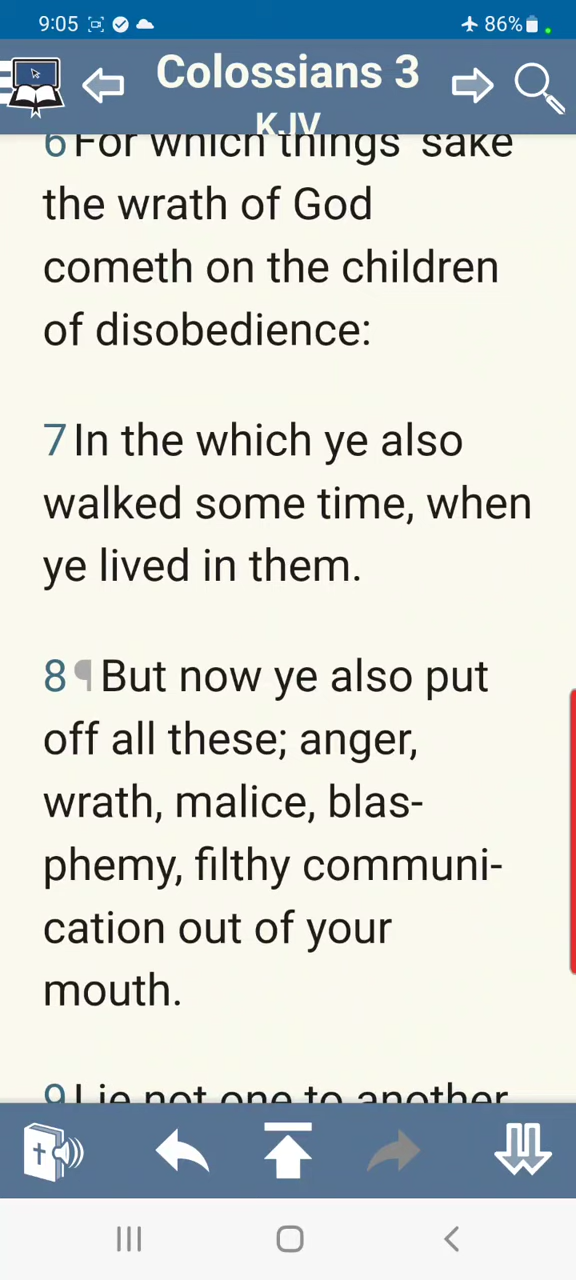 9:05 86%
Colossians 3
KJV
6 For which things sake
the wrath of God
cometh on the children
of disobedience:
7 In the which ye also
walked some time, when
ye lived in them.
8 ¶ But now ye also put
off all these; anger,
wrath, malice, blas-
phemy, filthy communi-
cation out of your
mouth.
9 Lie not one to another